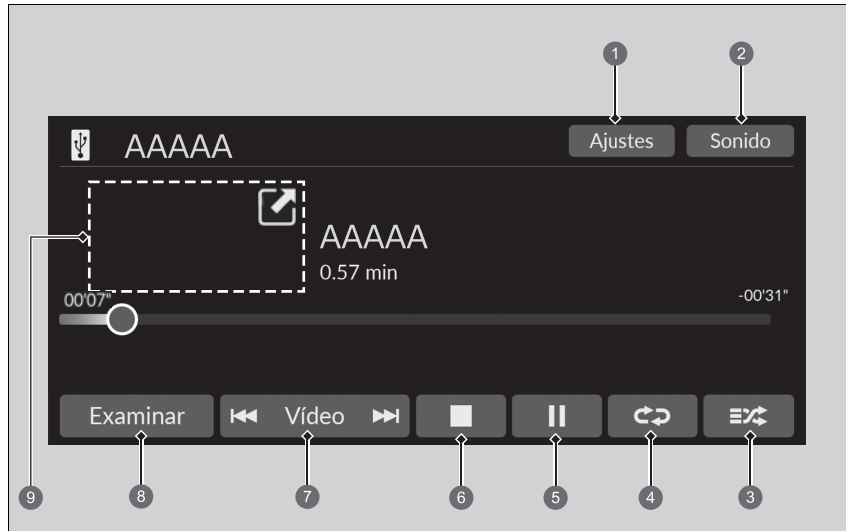 1 2
AAAAA Ajustes Sonido
9
AAAAA
0.57 min
00'07" -00'31"
Examinar Vídeo
8 7 6 5 4 3